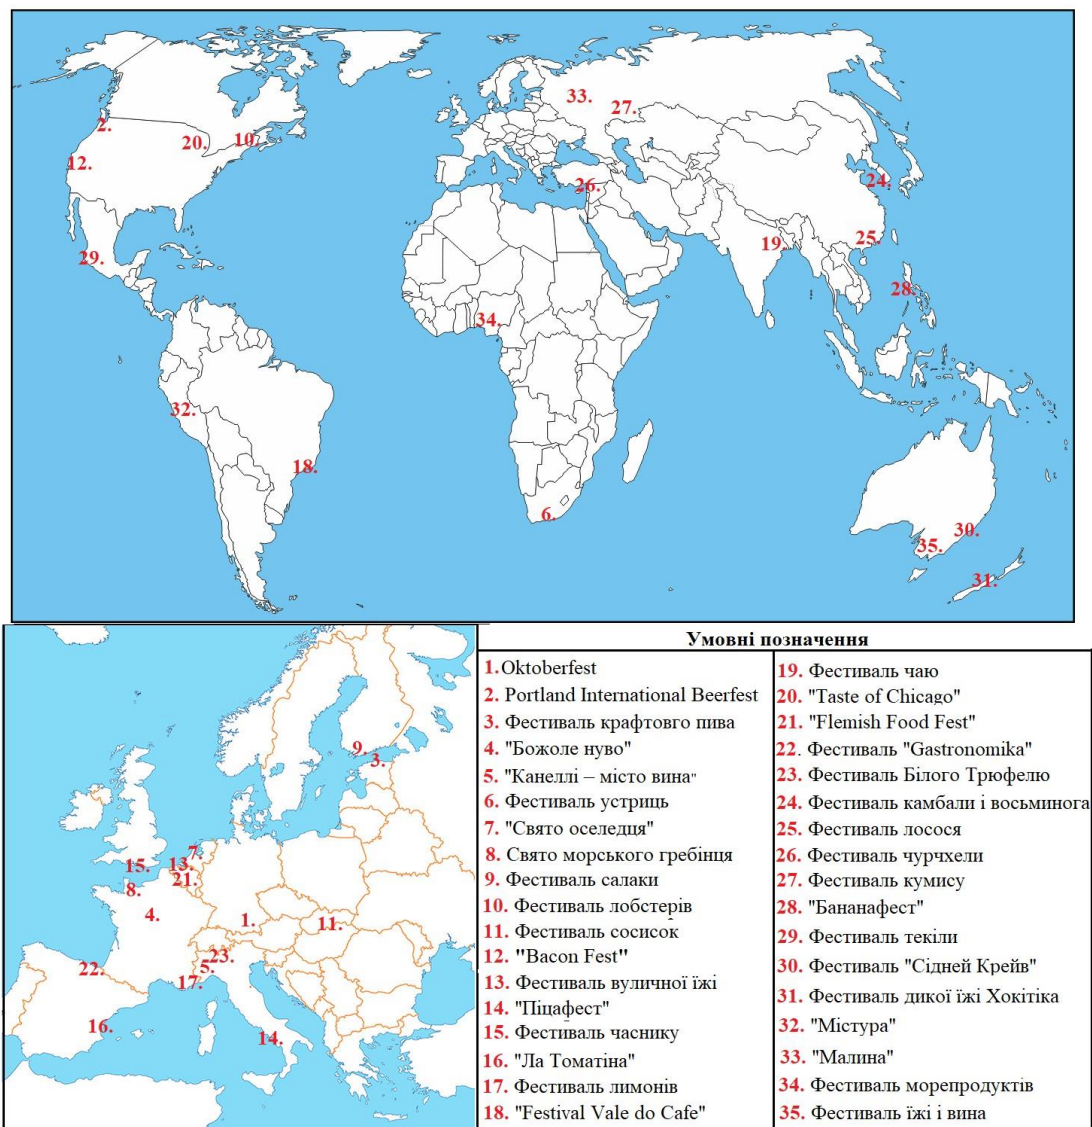 33.
27.
2.
20.
10.
12.
24.
26.
25.
19.
29.
28.
34.
32.
18.
6.
30.
35.
31.
9.
3.
7.
15.
13.
21.
8.
4.
1.
11.
23.
5.
22.
17.
16.
14.
Умовні позначення
1. Oktoberfest
2. Portland International Beerfest
3. Фестиваль крафтовго пива
4. "Божоле нуво"
5. "Канеллі – місто вина"
6. Фестиваль устриць
7. "Свято оселедця"
8. Свято морського гребінця
9. Фестиваль салаки
10. Фестиваль лобстерів
11. Фестиваль сосисок
12. "Bacon Fest"
13. Фестиваль вуличної їжі
14. "Піцафест"
15. Фестиваль часнику
16. "Ла Томатіна"
17. Фестиваль лимонів
18. "Festival Vale do Cafe"
19. Фестиваль чаю
20. "Taste of Chicago"
21. "Flemish Food Fest"
22. Фестиваль "Gastronomika"
23. Фестиваль Білого Трюфелю
24. Фестиваль камбали і восьминога
25. Фестиваль лосося
26. Фестиваль чурчхели
27. Фестиваль кумису
28. "Бананафест"
29. Фестиваль текіли
30. Фестиваль "Сідней Крейв"
31. Фестиваль дикої їжі Хокітіка
32. "Містура"
33. "Малина"
34. Фестиваль морепродуктів
35. Фестиваль їжі і вина